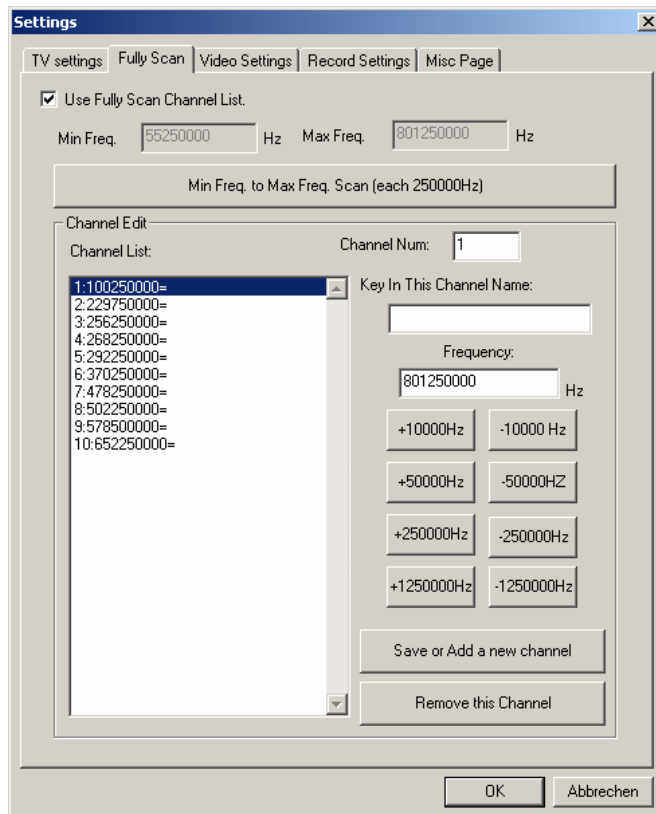 Settings
TV settings Fully Scan Video Settings Record Settings Misc Page
Use Fully Scan Channel List.
Min Freq. 55250000 Hz Max Freq. 801250000 Hz
Min Freq. to Max Freq. Scan (each 250000Hz)
Channel Edit
Channel List:
Channel Num: 1
1:100250000=
2:229750000=
3:256250000=
4:268250000=
5:292250000=
6:370250000=
7:478250000=
8:502250000=
9:578500000=
10:652250000=
Key In This Channel Name:
Frequency:
801250000 Hz
+10000Hz -10000 Hz
+50000Hz -50000HZ
+250000Hz -250000Hz
+1250000Hz -1250000Hz
Save or Add a new channel
Remove this Channel
OK Abbrechen